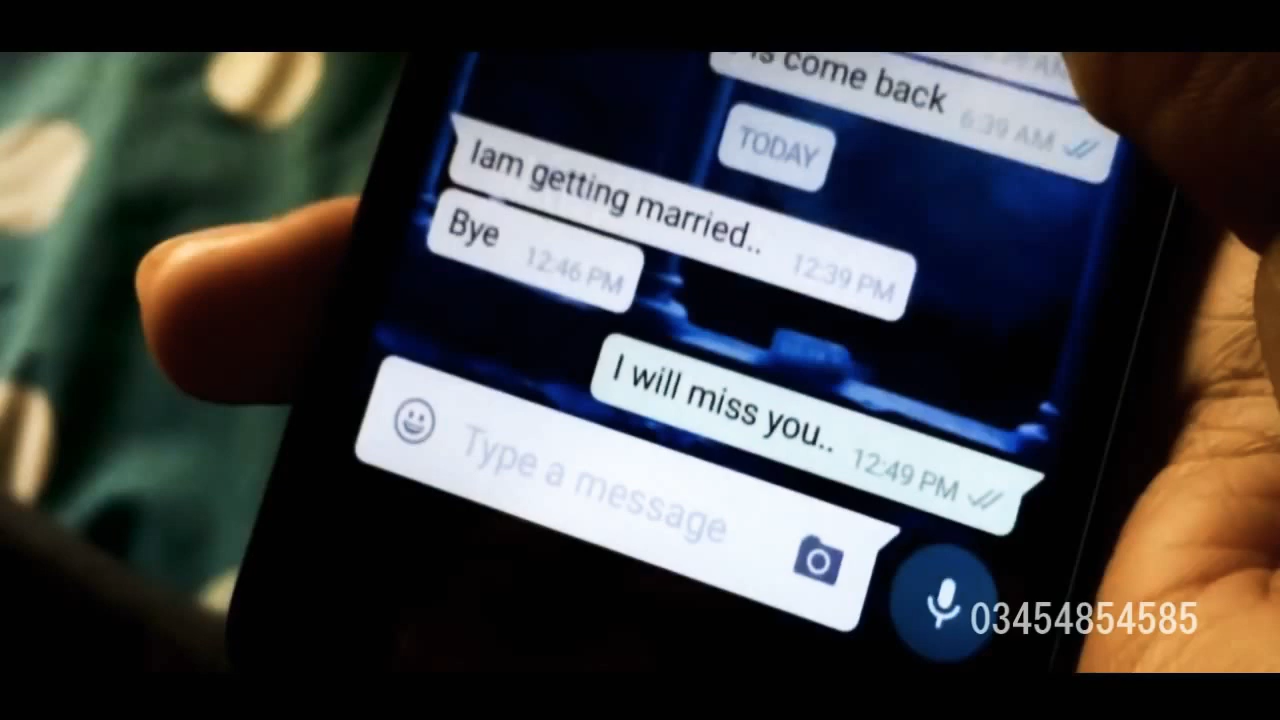 is come back 6:39 AM
TODAY
Iam getting married.. 12:39 PM
Bye 12:46 PM
I will miss you.. 12:49 PM
Type a message
03454854585